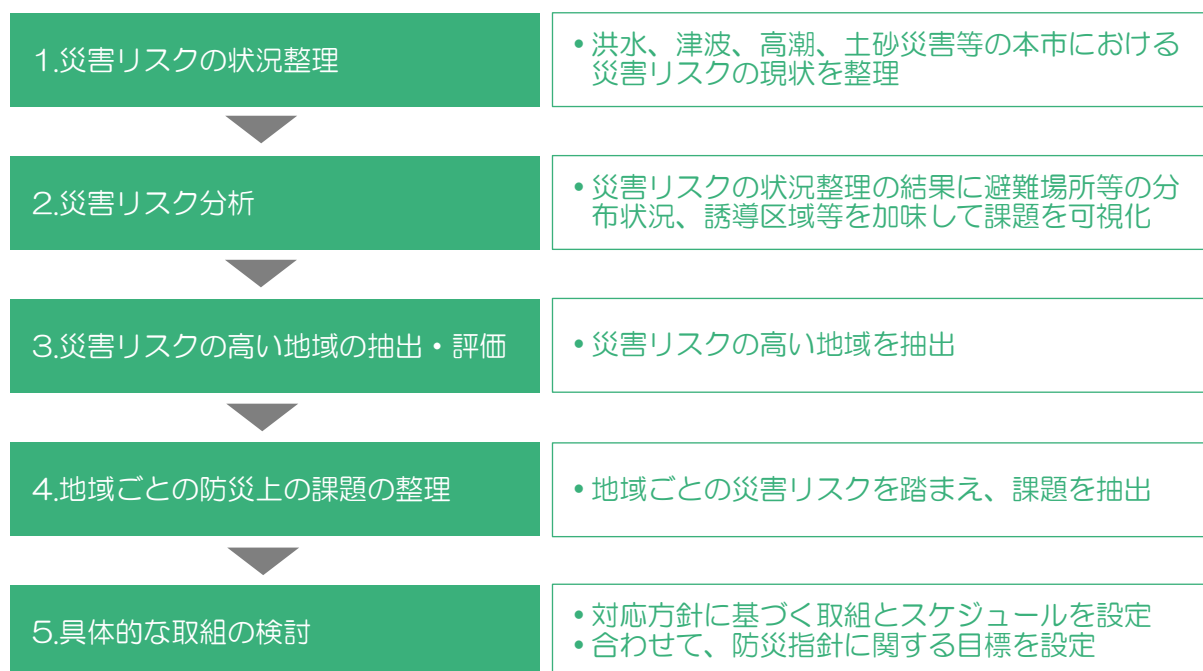 1.災害リスクの状況整理
•洪水、津波、高潮、土砂災害等の本市における
災害リスクの現状を整理
2.災害リスク分析
•災害リスクの状況整理の結果に避難場所等の分
布状況、誘導区域等を加味して課題を可視化
3.災害リスクの高い地域の抽出・評価
•災害リスクの高い地域を抽出
4.地域ごとの防災上の課題の整理
•地域ごとの災害リスクを踏まえ、課題を抽出
5.具体的な取組の検討
•対応方針に基づく取組とスケジュールを設定
•合わせて、防災指針に関する目標を設定